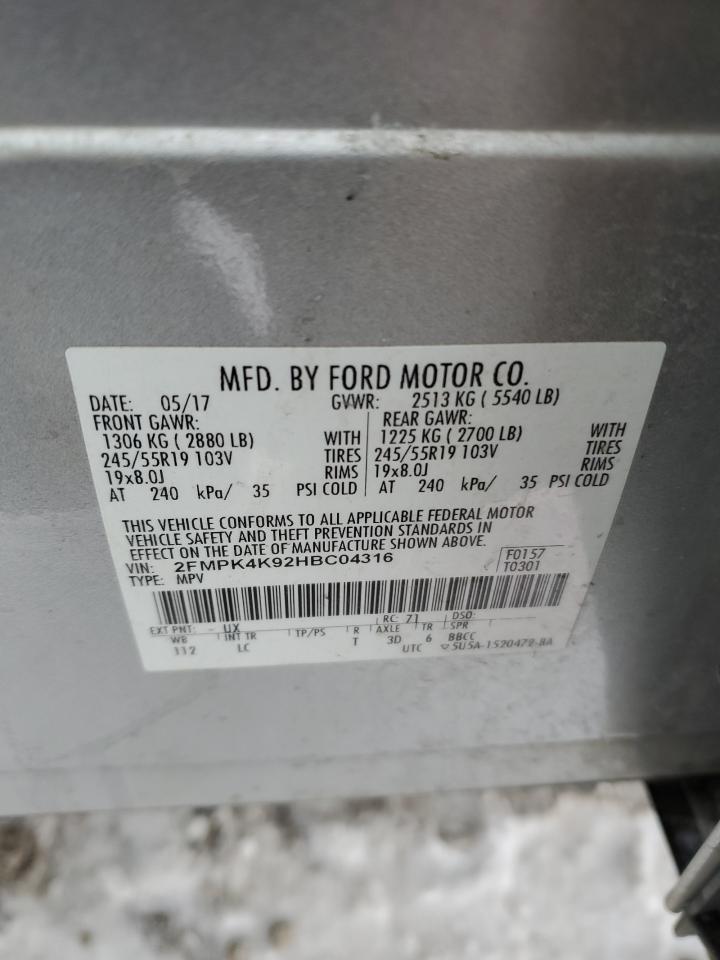 MFD. BY FORD MOTOR CO.
DATE: 05/17 GVWR: 2513 KG ( 5540 LB)
FRONT GAWR: REAR GAWR:
1306 KG ( 2880 LB) WITH 1225 KG ( 2700 LB) WITH
245/55R19 103V TIRES 245/55R19 103V TIRES
19x8.0J RIMS 19x8.0J RIMS
AT 240 kPa/ 35 PSI COLD AT 240 kPa/ 35 PSI COLD
THIS VEHICLE CONFORMS TO ALL APPLICABLE FEDERAL MOTOR
VEHICLE SAFETY AND THEFT PREVENTION STANDARDS IN
EFFECT ON THE DATE OF MANUFACTURE SHOWN ABOVE.
VIN: 2FMPK4K92HBC04316 F0157
TYPE: MPV T0301
EXT PNT: UX RC: 71 DSO:
WB INT TR TP/PS R AXLE TR SPR
112 LC T 3D 6 BBCC
UTC 5U5A-1520472-BA